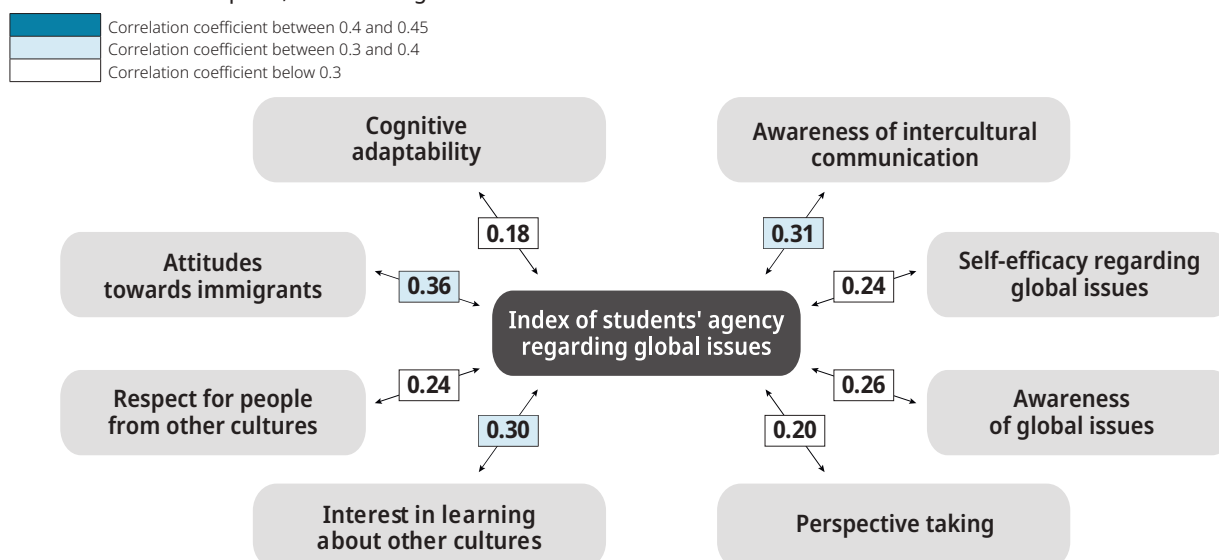 Correlation coefficient between 0.4 and 0.45
Correlation coefficient between 0.3 and 0.4
Correlation coefficient below 0.3
Cognitive
adaptability
Awareness of intercultural
communication
0.18
0.31
Attitudes
towards immigrants
0.36
Self-efficacy regarding
global issues
0.24
Index of students' agency
regarding global issues
Respect for people
from other cultures
0.24
0.26
Awareness
of global issues
0.30
0.20
Interest in learning
about other cultures
Perspective taking